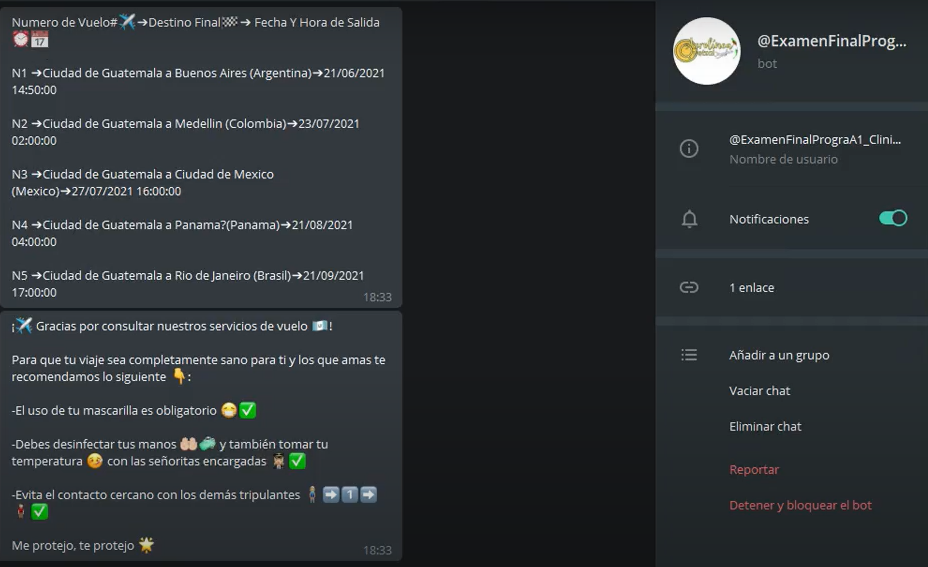 Numero de Vuelo#✈️➔Destino Final🏁➔ Fecha Y Hora de Salida
⏰📅
N1 ➔Ciudad de Guatemala a Buenos Aires (Argentina)➔21/06/2021
14:50:00
N2 ➔Ciudad de Guatemala a Medellin (Colombia)➔23/07/2021
02:00:00
N3 ➔Ciudad de Guatemala a Ciudad de Mexico
(Mexico)➔27/07/2021 16:00:00
N4 ➔Ciudad de Guatemala a Panama?(Panama)➔21/08/2021
04:00:00
N5 ➔Ciudad de Guatemala a Rio de Janeiro (Brasil)➔21/09/2021
17:00:00
18:33
¡✈️ Gracias por consultar nuestros servicios de vuelo 🇬🇹!
Para que tu viaje sea completamente sano para ti y los que amas te
recomendamos lo siguiente 👇:
-El uso de tu mascarilla es obligatorio 😷✅
-Debes desinfectar tus manos 🤲🧼 y también tomar tu
temperatura 🤒 con las señoritas encargadas 👮‍♀️✅
-Evita el contacto cercano con los demás tripulantes 🧍➡️1️⃣➡️
🧍✅
Me protejo, te protejo 🌟
18:33
@ExamenFinalProg...
bot
@ExamenFinalPrograA1_Clini...
Nombre de usuario
Notificaciones
1 enlace
Añadir a un grupo
Vaciar chat
Eliminar chat
Reportar
Detener y bloquear el bot